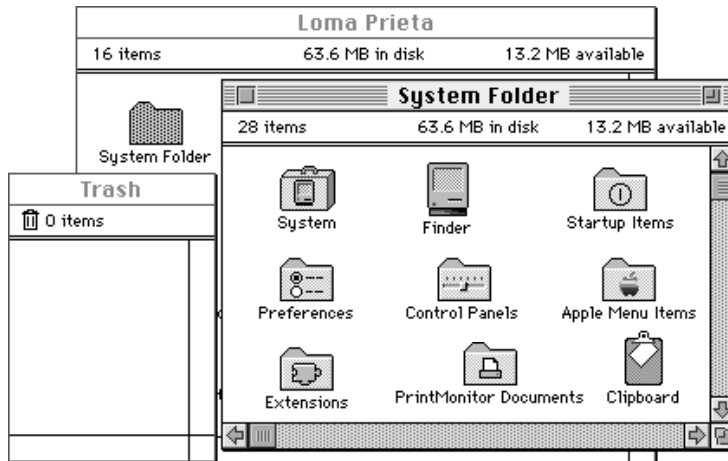 Loma Prieta
16 items 63.6 MB in disk 13.2 MB available
System Folder
System Folder
28 items 63.6 MB in disk 13.2 MB available
System Finder Startup Items
Preferences Control Panels Apple Menu Items
Extensions PrintMonitor Documents Clipboard
Trash
0 items